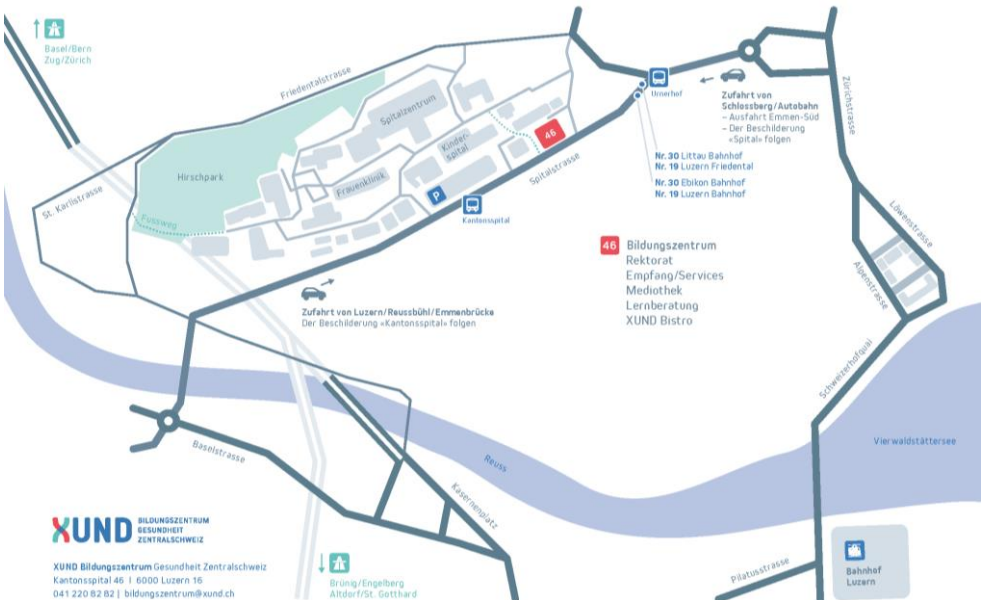 Basel/Bern
Zug/Zürich
Friedentalstrasse
Spitalzentrum
Kinder-
spital
46
Hirschpark
Frauenklinik
P
Kantonsspital
Spitalstrasse
St. Karlistrasse
Fussweg
Urnerhof
Zufahrt von
Schlossberg/Autobahn
– Ausfahrt Emmen-Süd
– Der Beschilderung
«Spital» folgen
Zürichstrasse
Nr. 30 Littau Bahnhof
Nr. 19 Luzern Friedental
Nr. 30 Ebikon Bahnhof
Nr. 19 Luzern Bahnhof
Löwenstrasse
Alpenstrasse
46 Bildungszentrum
Rektorat
Empfang/Services
Mediothek
Lernberatung
XUND Bistro
Zufahrt von Luzern/Reussbühl/Emmenbrücke
Der Beschilderung «Kantonsspital» folgen
Schweizerhofquai
Vierwaldstättersee
Baselstrasse
Reuss
Kasernenplatz
XUND BILDUNGSZENTRUM
GESUNDHEIT
ZENTRALSCHWEIZ
XUND Bildungszentrum Gesundheit Zentralschweiz
Kantonsspital 46 | 6000 Luzern 16
041 220 82 82 | bildungszentrum@xund.ch
Brünig/Engelberg
Altdorf/St. Gotthard
Pilatusstrasse
Bahnhof
Luzern